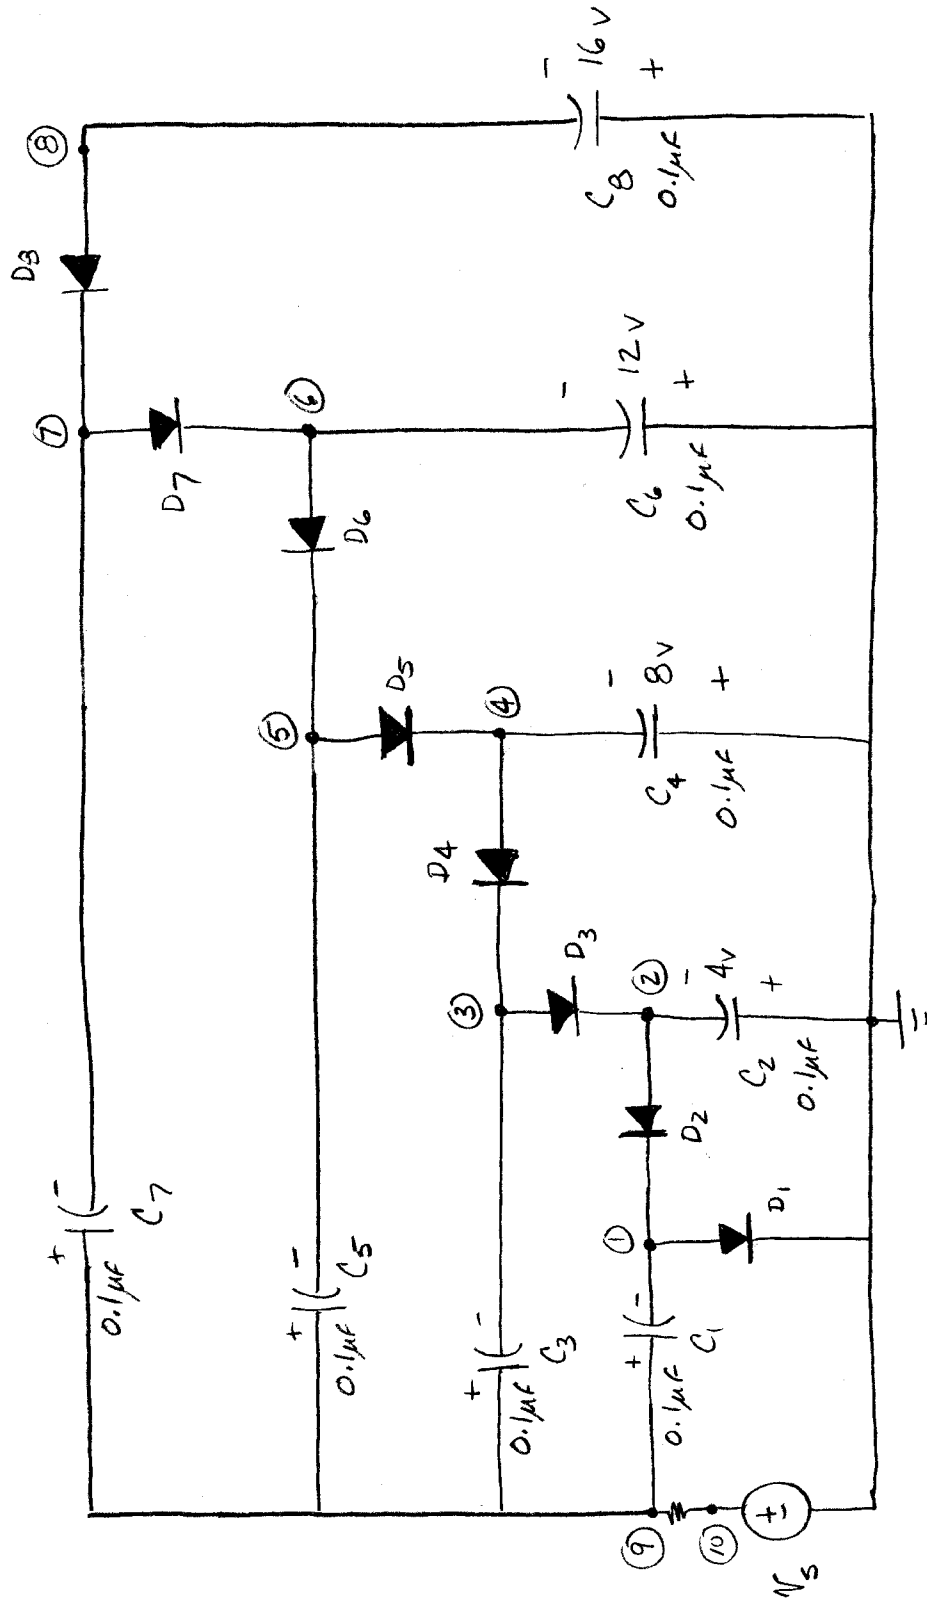 ⑧
D3
⑦
- 16V +
C8
0.1μF
D7
⑥
D6
- 12V +
C6
0.1μF
⑤
D5
④
- 8V +
C4
0.1μF
D4
③
D3
②
- 4V +
C2
0.1μF
D2
①
D1
+ -
C7
0.1μF
+ -
C5
0.1μF
+ -
C3
0.1μF
+ -
C1
0.1μF
⑨
⑩
+ -
Vs